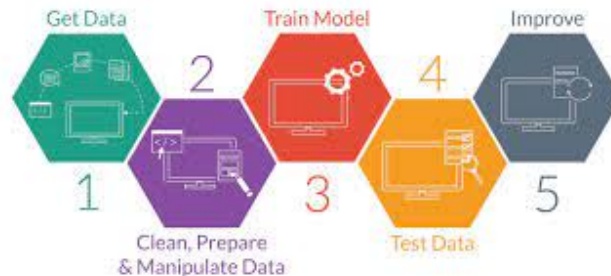 Get Data
1
2
Clean, Prepare
& Manipulate Data
Train Model
3
4
Test Data
Improve
5